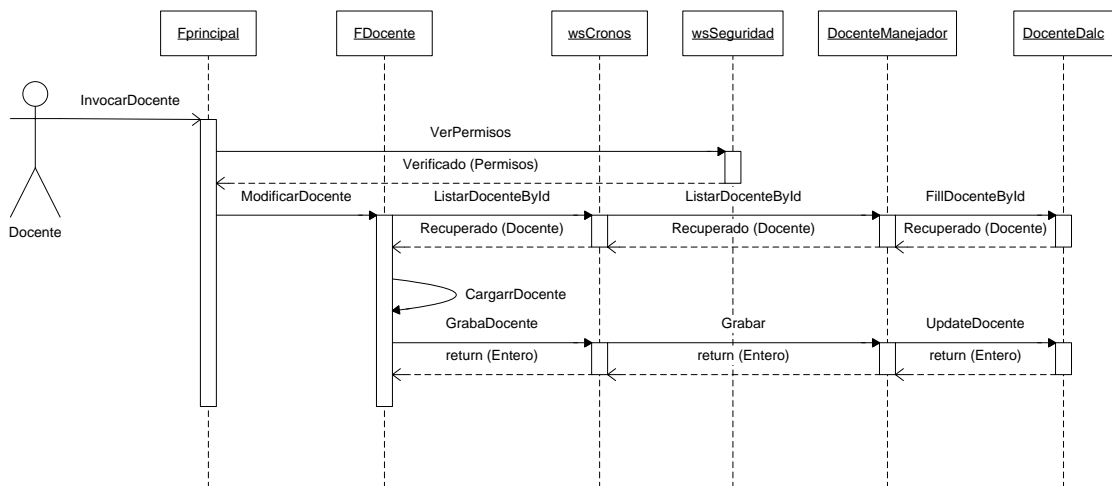 Fprincipal
FDocente
wsCronos
wsSeguridad
DocenteManejador
DocenteDalc
InvocarDocente
VerPermisos
Verificado (Permisos)
ModificarDocente
ListarDocenteById
ListarDocenteById
FillDocenteById
Docente
Recuperado (Docente)
Recuperado (Docente)
Recuperado (Docente)
CargarrDocente
GrabaDocente
Grabar
UpdateDocente
return (Entero)
return (Entero)
return (Entero)